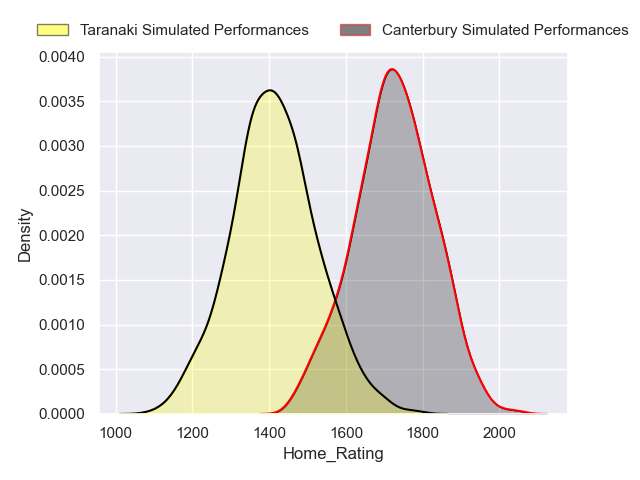 Taranaki Simulated Performances Canterbury Simulated Performances
0.0040
0.0035
0.0030
0.0025
0.0020
0.0015
0.0010
0.0005
0.0000
Density
1000 1200 1400 1600 1800 2000
Home_Rating